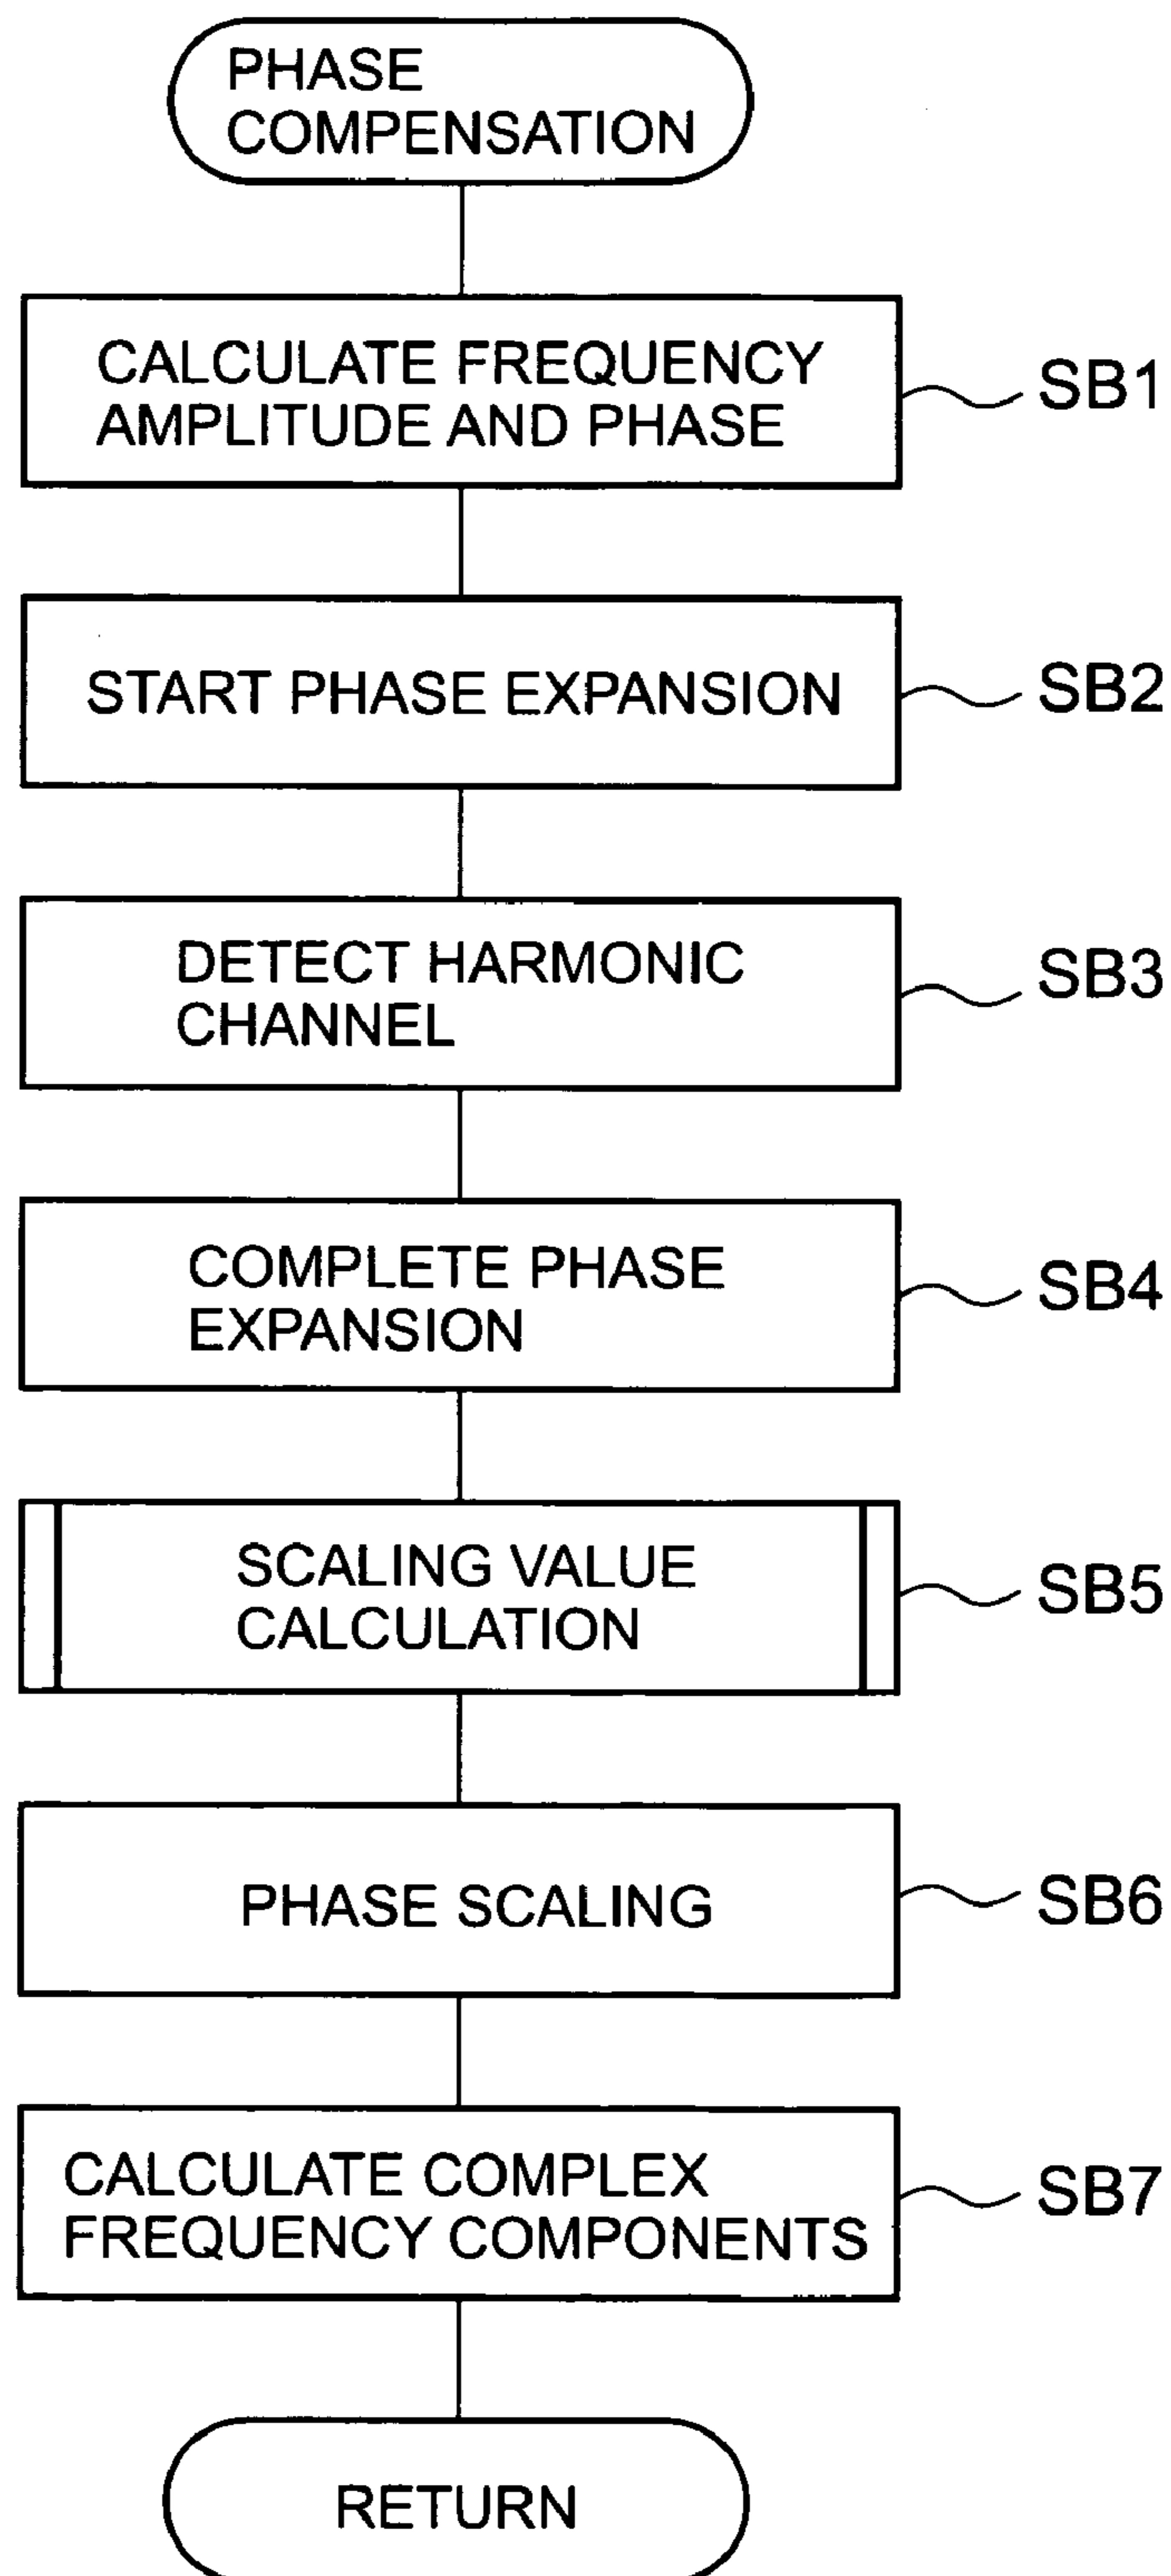 PHASE
COMPENSATION
CALCULATE FREQUENCY
AMPLITUDE AND PHASE
SB1
START PHASE EXPANSION
SB2
DETECT HARMONIC
CHANNEL
SB3
COMPLETE PHASE
EXPANSION
SB4
SCALING VALUE
CALCULATION
SB5
PHASE SCALING
SB6
CALCULATE COMPLEX
FREQUENCY COMPONENTS
SB7
RETURN